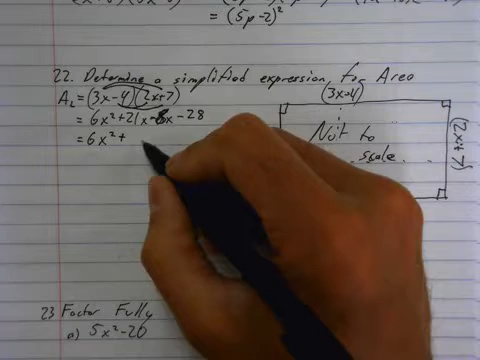 = (5p-2)²
22. Determine a simplified expression for Area
A₂ = (3x-4)(2x+7)
(3x-4)
= 6x²+21x-8x-28
= 6x²+
Not to
scale
(2x+7)
23 Factor Fully
a) 5x²-20